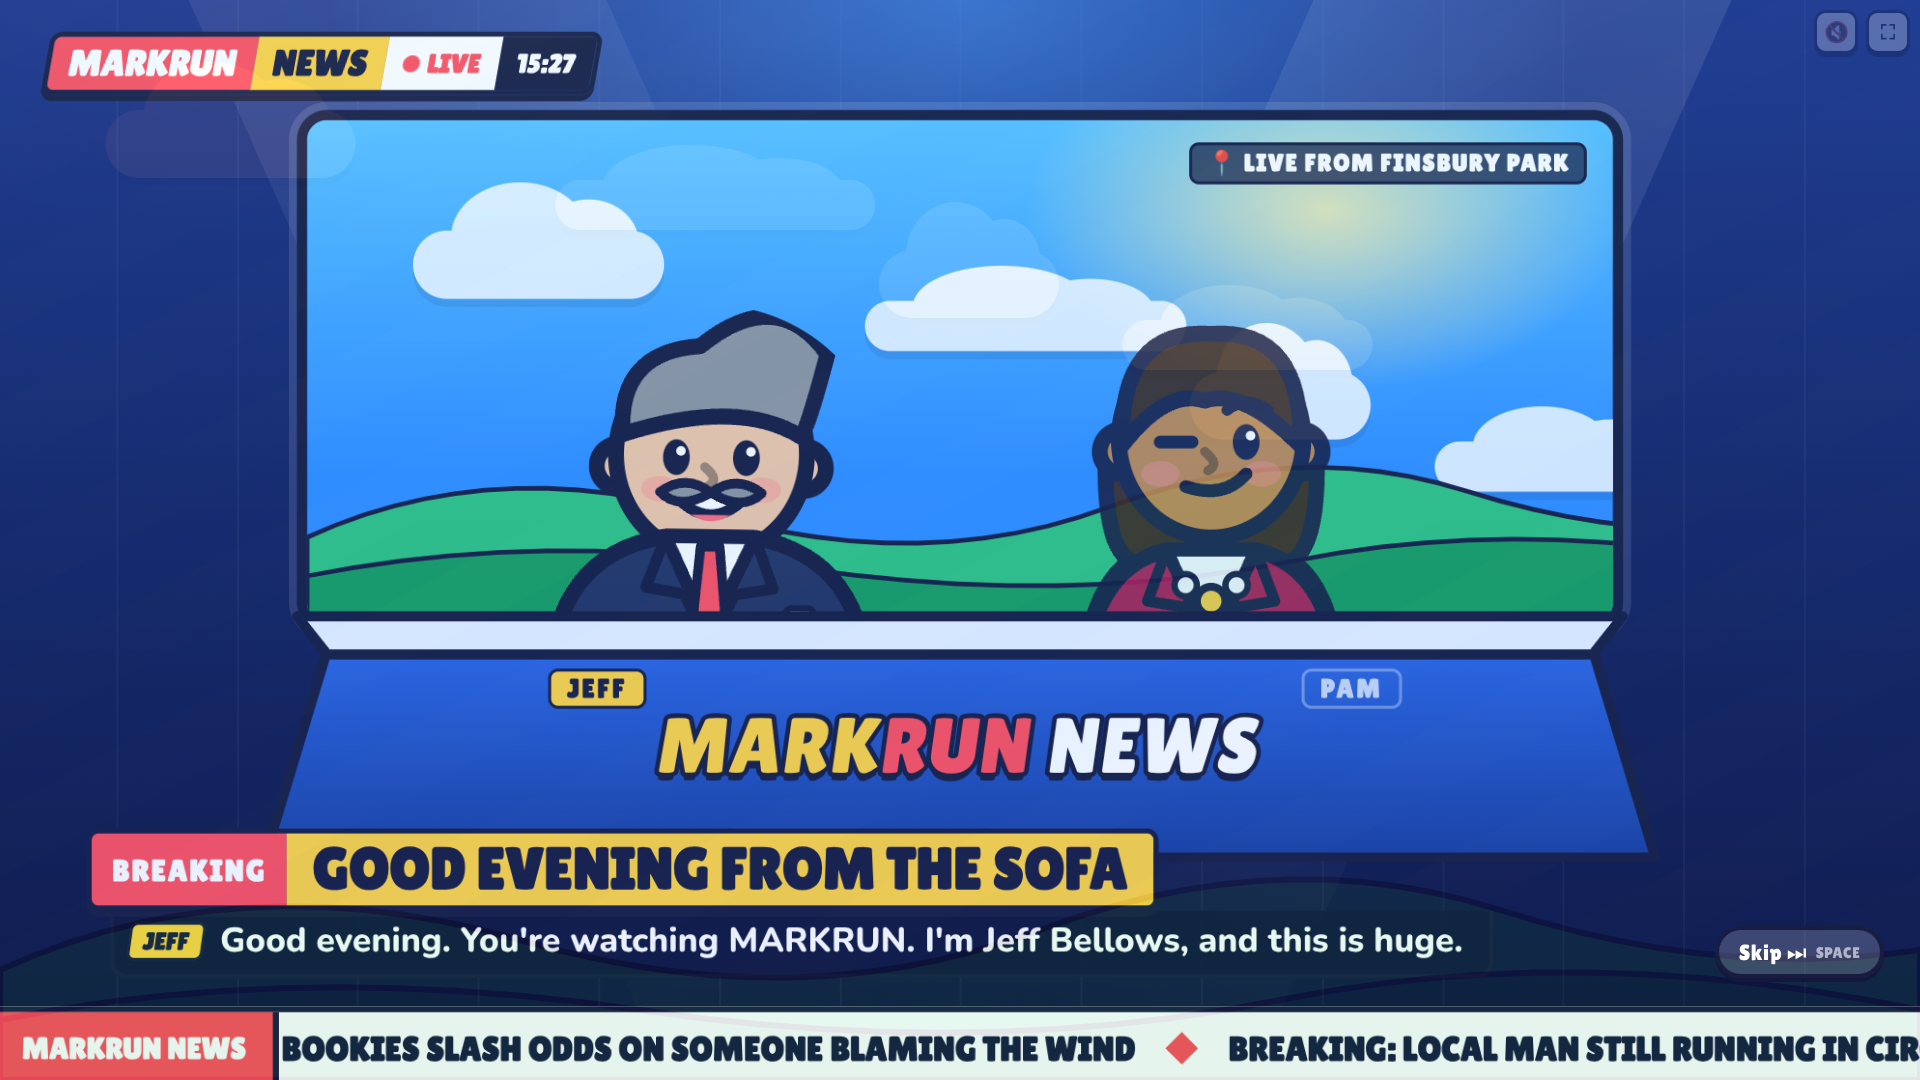 MARKRUN NEWS LIVE 15:27
LIVE FROM FINSBURY PARK
JEFF
PAM
MARKRUN NEWS
BREAKING GOOD EVENING FROM THE SOFA
JEFF Good evening. You're watching MARKRUN. I'm Jeff Bellows, and this is huge.
Skip SPACE
MARKRUN NEWS BOOKIES SLASH ODDS ON SOMEONE BLAMING THE WIND BREAKING: LOCAL MAN STILL RUNNING IN CIR